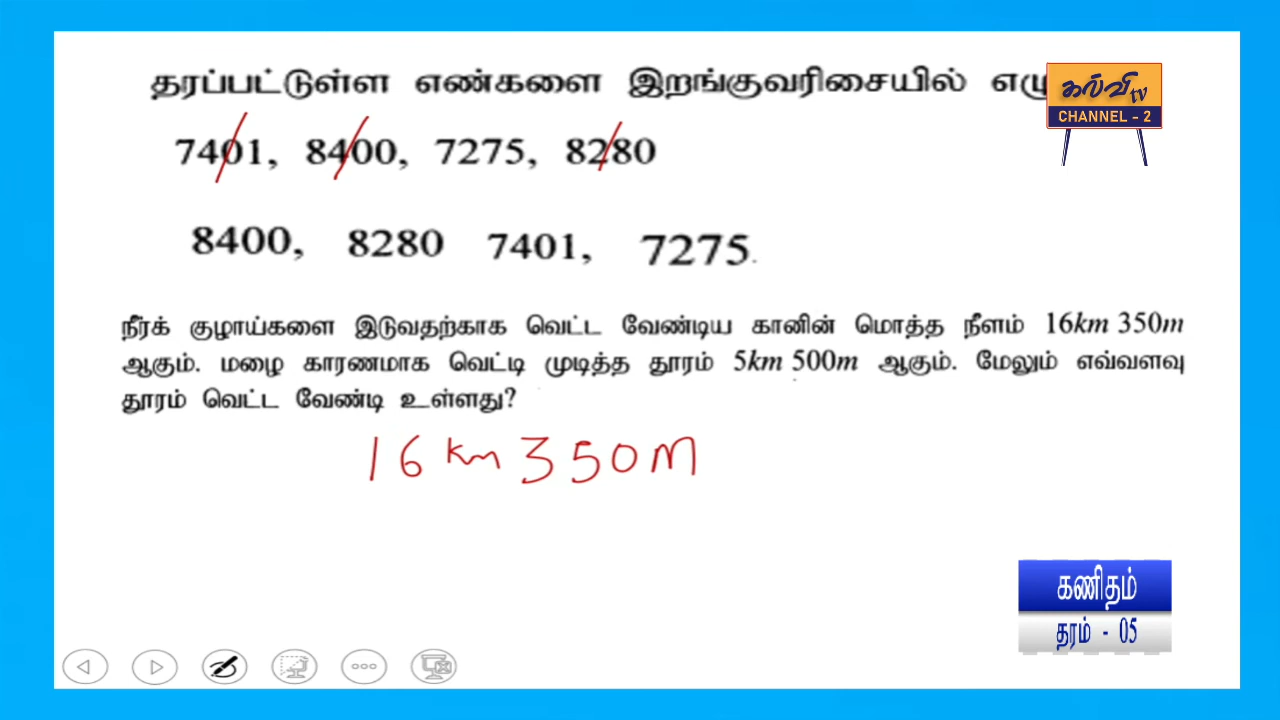 தரப்பட்டுள்ள எண்களை இறங்குவரிசையில் எழு
கல்வி tv
CHANNEL - 2
7401, 8400, 7275, 8280
8400, 8280 7401, 7275.
நீர்க் குழாய்களை இடுவதற்காக வெட்ட வேண்டிய கானின் மொத்த நீளம் 16km 350m
ஆகும். மழை காரணமாக வெட்டி முடித்த தூரம் 5km 500m ஆகும். மேலும் எவ்வளவு
தூரம் வெட்ட வேண்டி உள்ளது?
16 km 350 M
கணிதம்
தரம் - 05